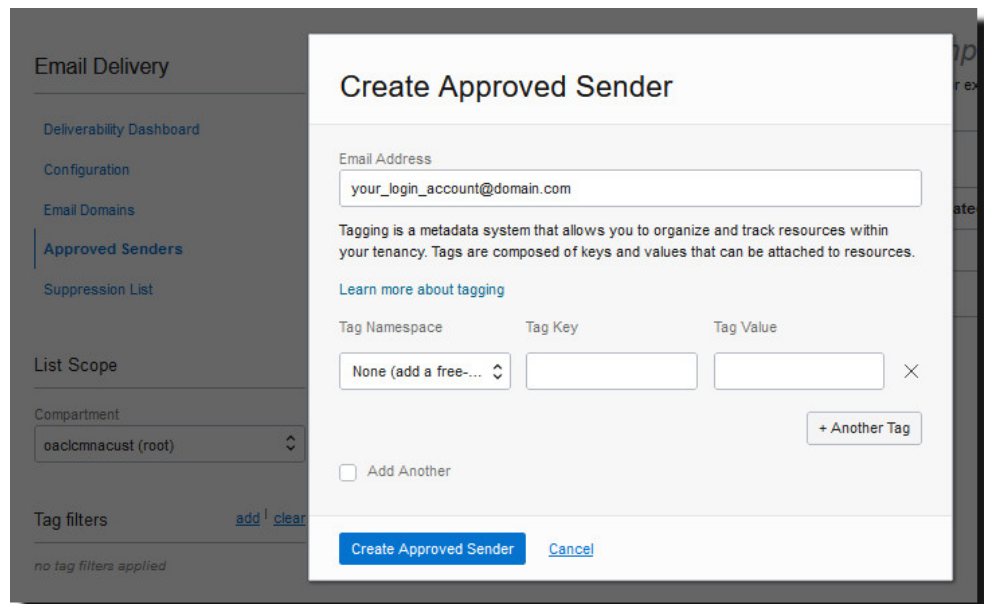 Email Delivery
Deliverability Dashboard
Configuration
Email Domains
Approved Senders
Suppression List
List Scope
Compartment
oaclcmnacust (root)
Tag filters add | clear
no tag filters applied
Create Approved Sender
Email Address
your_login_account@domain.com
Tagging is a metadata system that allows you to organize and track resources within
your tenancy. Tags are composed of keys and values that can be attached to resources.
Learn more about tagging
Tag Namespace Tag Key Tag Value
None (add a free-...
+ Another Tag
Add Another
Create Approved Sender Cancel